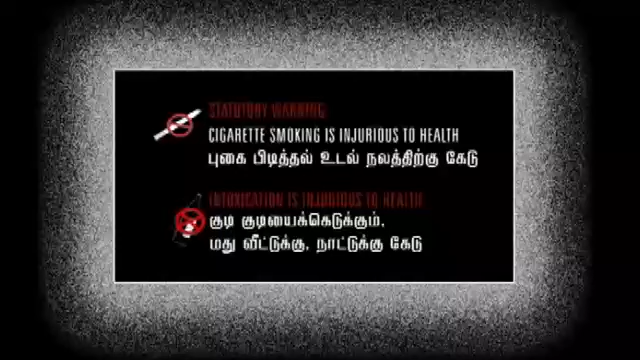 STATUTORY WARNING
CIGARETTE SMOKING IS INJURIOUS TO HEALTH
புகை பிடித்தல் உடல் நலத்திற்கு கேடு
INTOXICATION IS INJURIOUS TO HEALTH
குடி குடியைக்கெடுக்கும்,
மது வீட்டுக்கு, நாட்டுக்கு கேடு